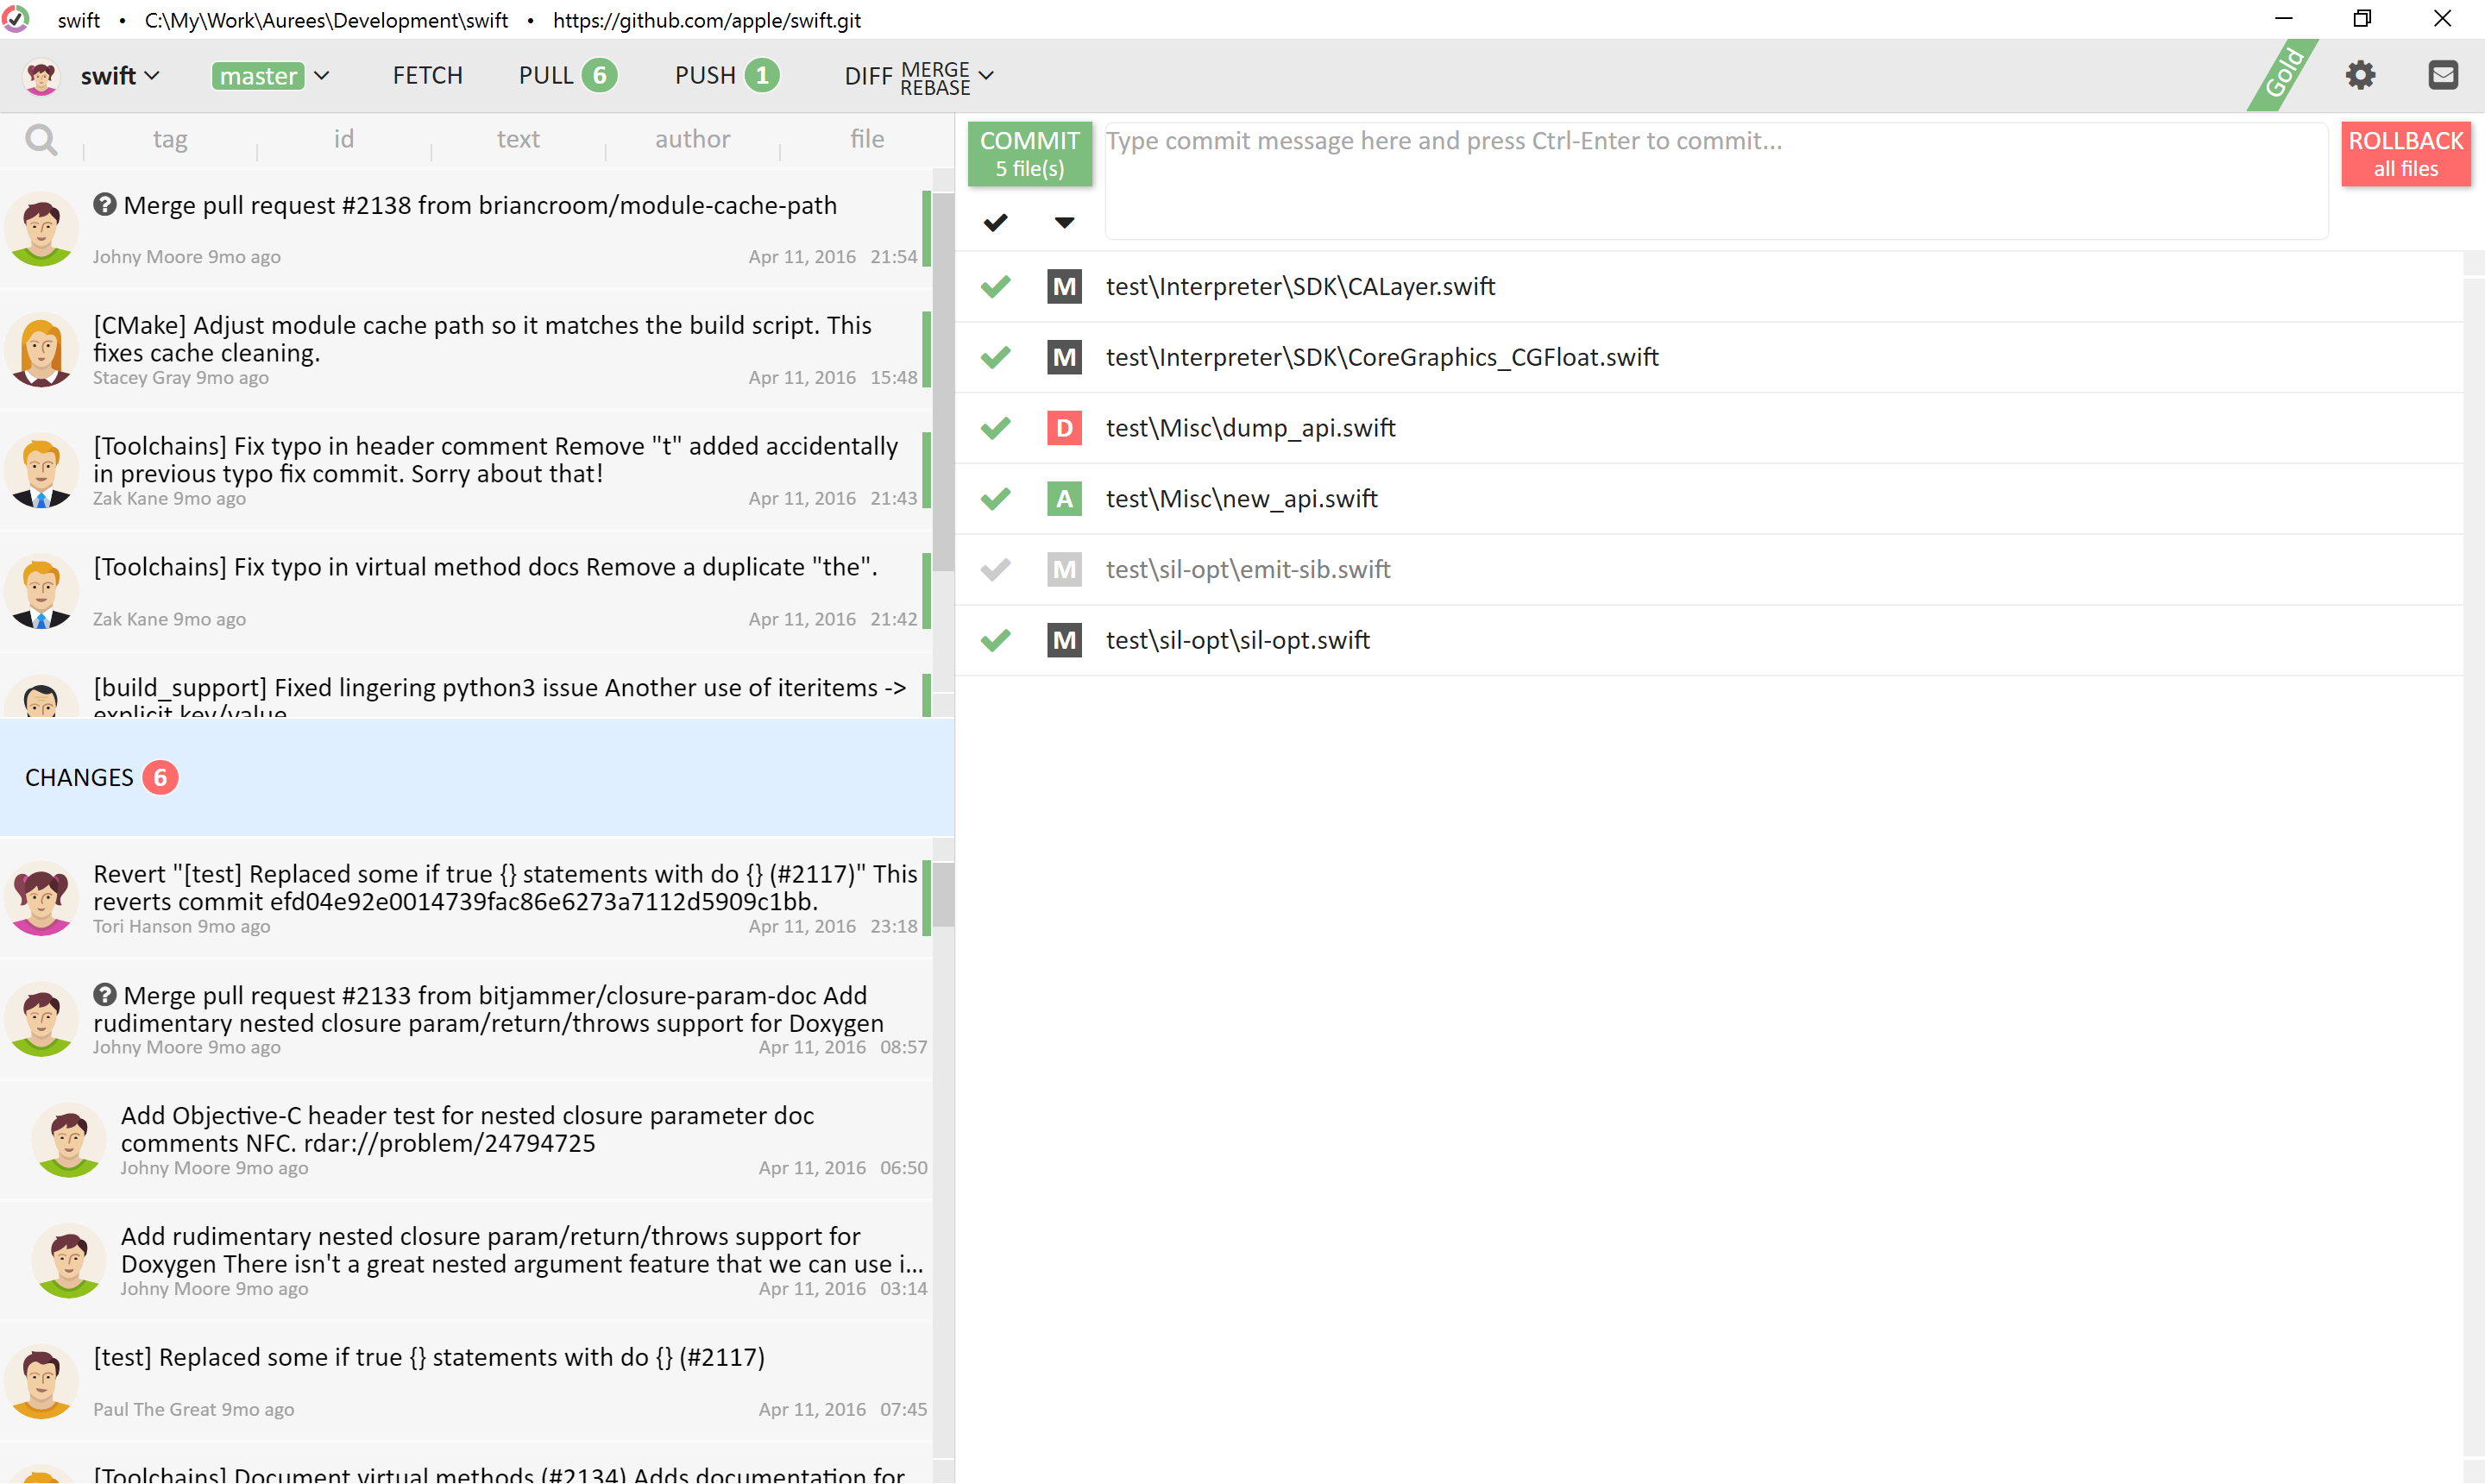 swift • C:\My\Work\Aurees\Development\swift • https://github.com/apple/swift.git
swift master FETCH PULL 6 PUSH 1 DIFF MERGE REBASE Gold
tag id text author file
Merge pull request #2138 from briancroom/module-cache-path
Johny Moore 9mo ago Apr 11, 2016 21:54
[CMake] Adjust module cache path so it matches the build script. This
fixes cache cleaning.
Stacey Gray 9mo ago Apr 11, 2016 15:48
[Toolchains] Fix typo in header comment Remove "t" added accidentally
in previous typo fix commit. Sorry about that!
Zak Kane 9mo ago Apr 11, 2016 21:43
[Toolchains] Fix typo in virtual method docs Remove a duplicate "the".
Zak Kane 9mo ago Apr 11, 2016 21:42
[build_support] Fixed lingering python3 issue Another use of iteritems ->
explicit key/value
CHANGES 6
Revert "[test] Replaced some if true {} statements with do {} (#2117)" This
reverts commit efd04e92e0014739fac86e6273a7112d5909c1bb.
Tori Hanson 9mo ago Apr 11, 2016 23:18
Merge pull request #2133 from bitjammer/closure-param-doc Add
rudimentary nested closure param/return/throws support for Doxygen
Johny Moore 9mo ago Apr 11, 2016 08:57
Add Objective-C header test for nested closure parameter doc
comments NFC. rdar://problem/24794725
Johny Moore 9mo ago Apr 11, 2016 06:50
Add rudimentary nested closure param/return/throws support for
Doxygen There isn't a great nested argument feature that we can use i...
Johny Moore 9mo ago Apr 11, 2016 03:14
[test] Replaced some if true {} statements with do {} (#2117)
Paul The Great 9mo ago Apr 11, 2016 07:45
[Toolchains] Document virtual methods (#2134) Adds documentation for
COMMIT
5 file(s)
Type commit message here and press Ctrl-Enter to commit...
ROLLBACK
all files
M test\Interpreter\SDK\CALayer.swift
M test\Interpreter\SDK\CoreGraphics_CGFloat.swift
D test\Misc\dump_api.swift
A test\Misc\new_api.swift
M test\sil-opt\emit-sib.swift
M test\sil-opt\sil-opt.swift